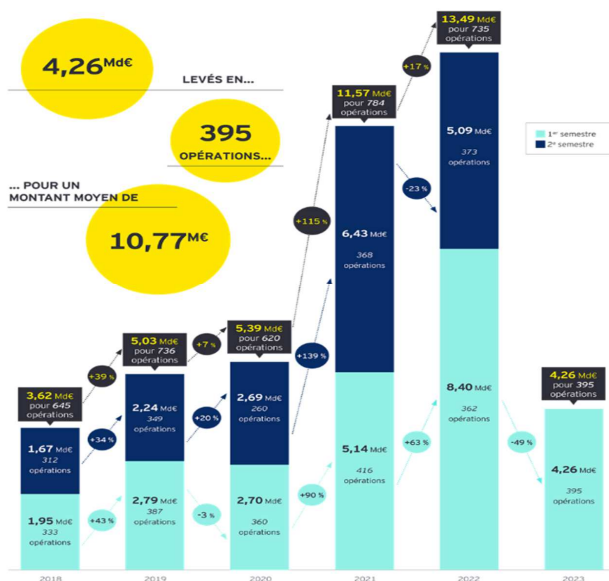 4,26 Md€
LEVÉS EN...
395
OPÉRATIONS...
... POUR UN
MONTANT MOYEN DE
10,77 M€
1er semestre
2e semestre
3,62 Md€
pour 645
opérations
1,67 Md€
312
opérations
1,95 Md€
333
opérations
+39 %
+34 %
+43 %
5,03 Md€
pour 736
opérations
2,24 Md€
349
opérations
2,79 Md€
387
opérations
+7 %
+20 %
-3 %
5,39 Md€
pour 620
opérations
2,69 Md€
260
opérations
2,70 Md€
360
opérations
+115 %
+139 %
+90 %
11,57 Md€
pour 784
opérations
6,43 Md€
368
opérations
5,14 Md€
416
opérations
+17 %
-23 %
+63 %
13,49 Md€
pour 735
opérations
5,09 Md€
373
opérations
8,40 Md€
362
opérations
-49 %
4,26 Md€
pour 395
opérations
4,26 Md€
395
opérations
2018
2019
2020
2021
2022
2023